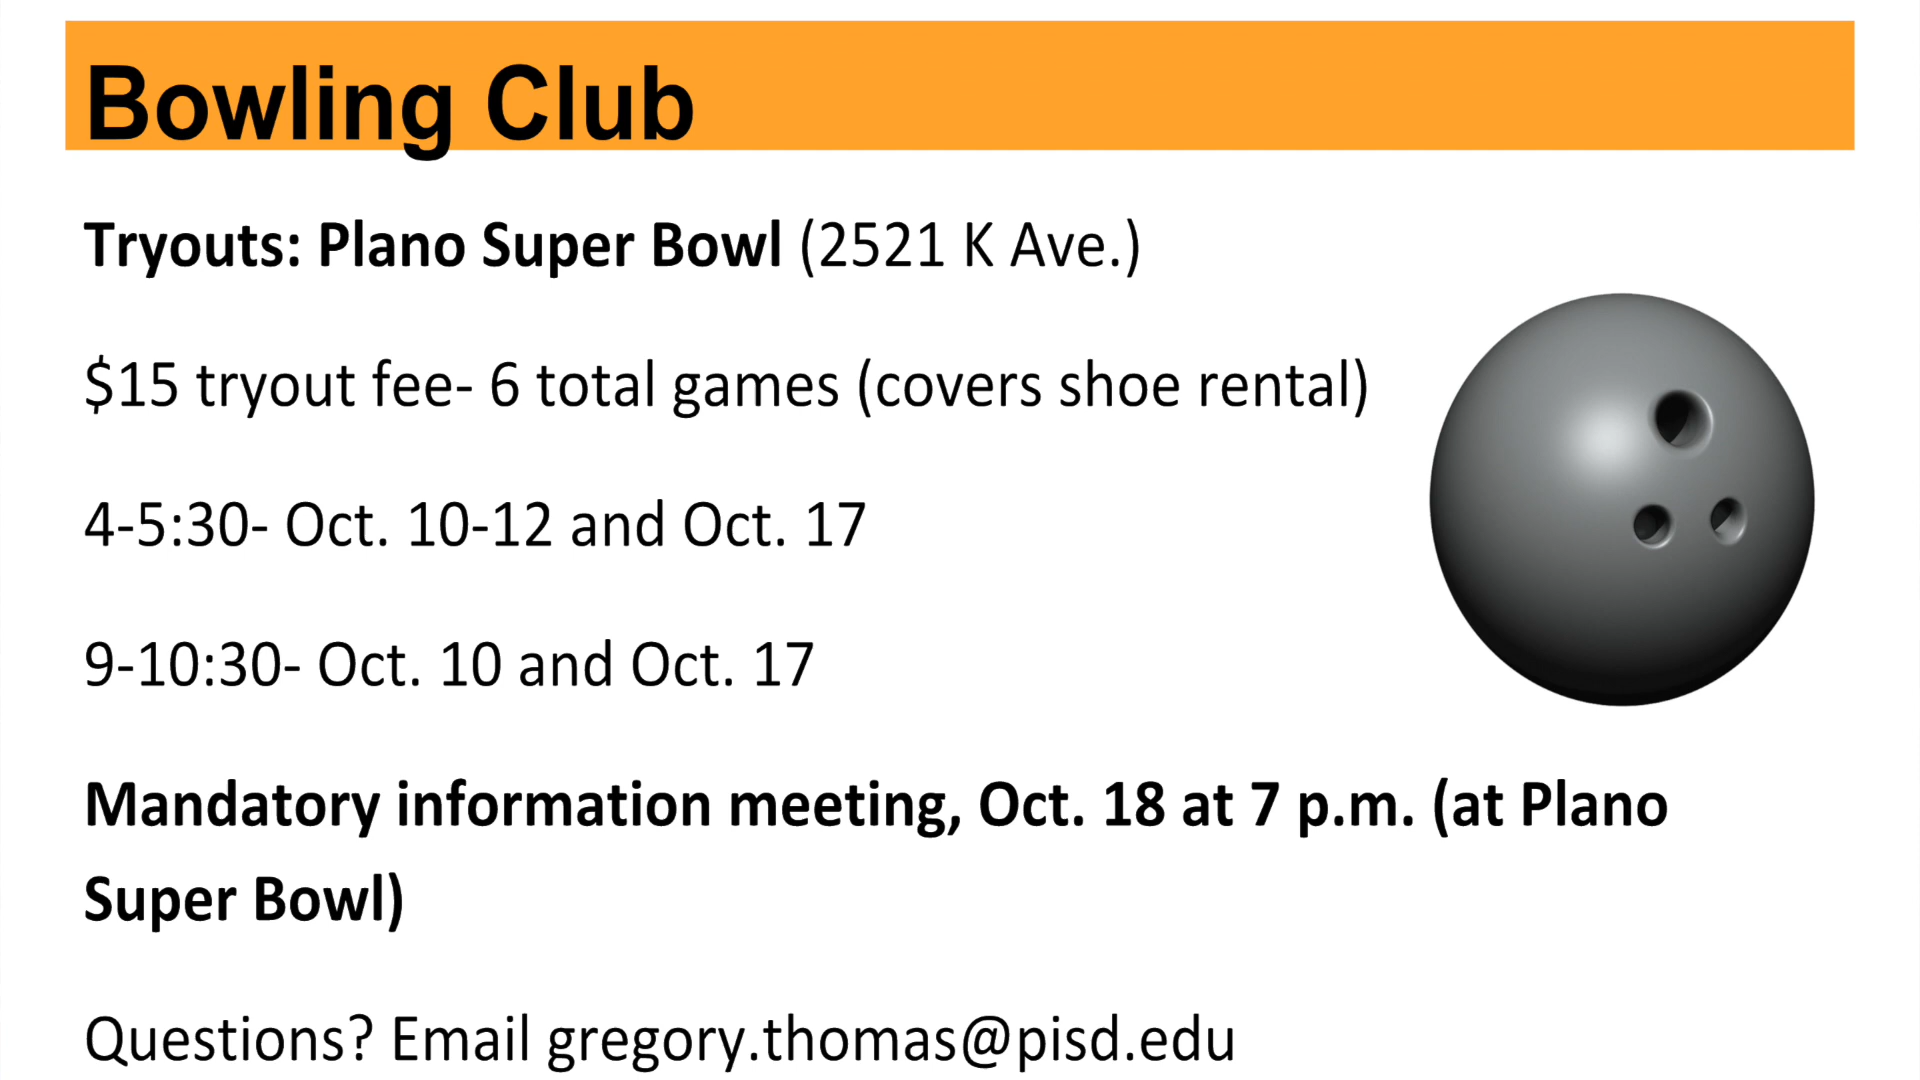 Bowling Club
Tryouts: Plano Super Bowl (2521 K Ave.)
$15 tryout fee- 6 total games (covers shoe rental)
4-5:30- Oct. 10-12 and Oct. 17
9-10:30- Oct. 10 and Oct. 17
Mandatory information meeting, Oct. 18 at 7 p.m. (at Plano
Super Bowl)
Questions? Email gregory.thomas@pisd.edu